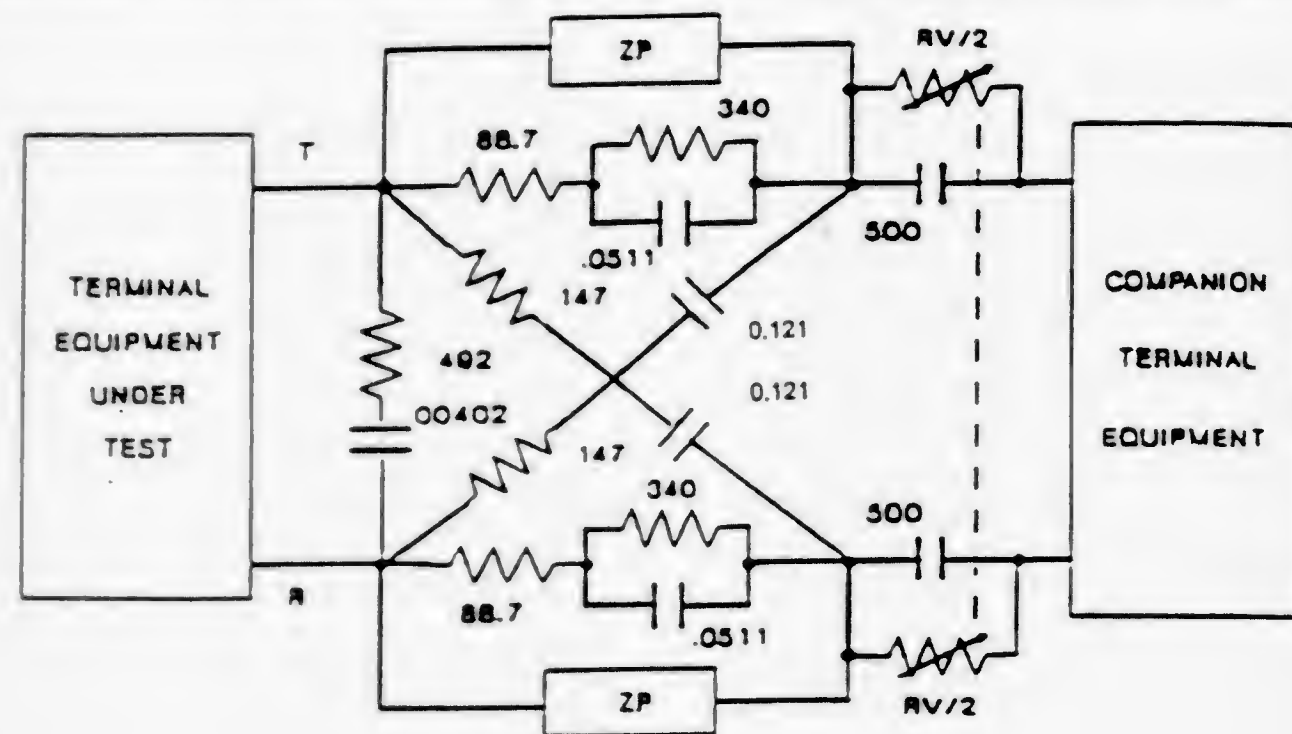 ZP
RV/2
340
88.7
T
.0511
500
147
TERMINAL
EQUIPMENT
UNDER
TEST
COMPANION
TERMINAL
EQUIPMENT
0.121
492
00402
0.121
147
340
500
R
88.7
.0511
ZP
RV/2